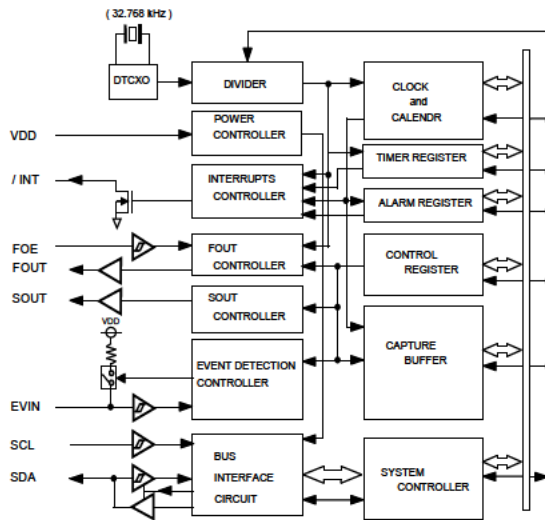 ( 32.768 kHz )
DTCXO
DIVIDER
CLOCK
and
CALENDR
POWER
CONTROLLER
VDD
TIMER REGISTER
/ INT
INTERRUPTS
CONTROLLER
ALARM REGISTER
FOE
FOUT
FOUT
CONTROLLER
CONTROL
REGISTER
SOUT
SOUT
CONTROLLER
VDD
EVENT DETECTION
CONTROLLER
CAPTURE
BUFFER
EVIN
SCL
SDA
BUS
INTERFACE
CIRCUIT
SYSTEM
CONTROLLER